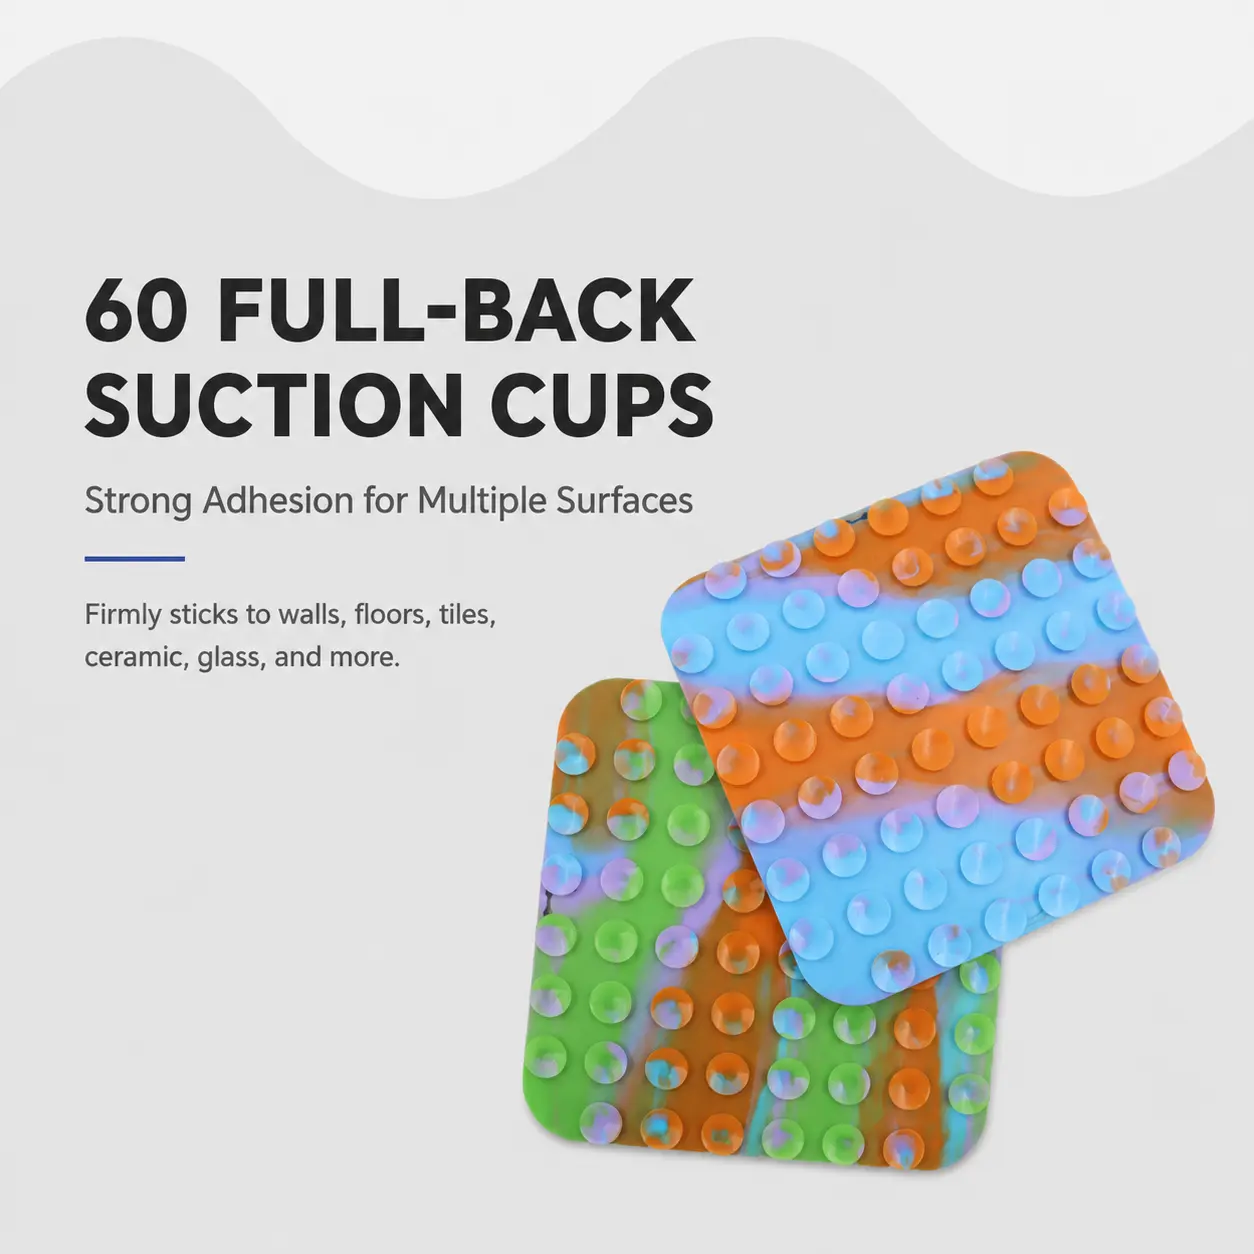 60 FULL-BACK
SUCTION CUPS
Strong Adhesion for Multiple Surfaces
Firmly sticks to walls, floors, tiles,
ceramic, glass, and more.